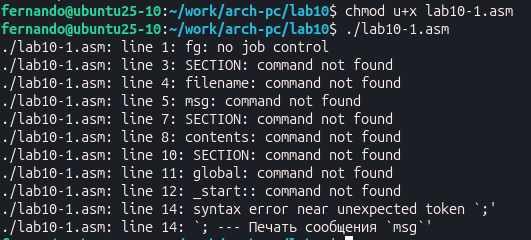 fernando@ubuntu25-10:~/work/arch-pc/lab10$ chmod u+x lab10-1.asm
fernando@ubuntu25-10:~/work/arch-pc/lab10$ ./lab10-1.asm
./lab10-1.asm: line 1: fg: no job control
./lab10-1.asm: line 3: SECTION: command not found
./lab10-1.asm: line 4: filename: command not found
./lab10-1.asm: line 5: msg: command not found
./lab10-1.asm: line 7: SECTION: command not found
./lab10-1.asm: line 8: contents: command not found
./lab10-1.asm: line 10: SECTION: command not found
./lab10-1.asm: line 11: global: command not found
./lab10-1.asm: line 12: _start:: command not found
./lab10-1.asm: line 14: syntax error near unexpected token `;'
./lab10-1.asm: line 14: `; --- Печать сообщения `msg`'